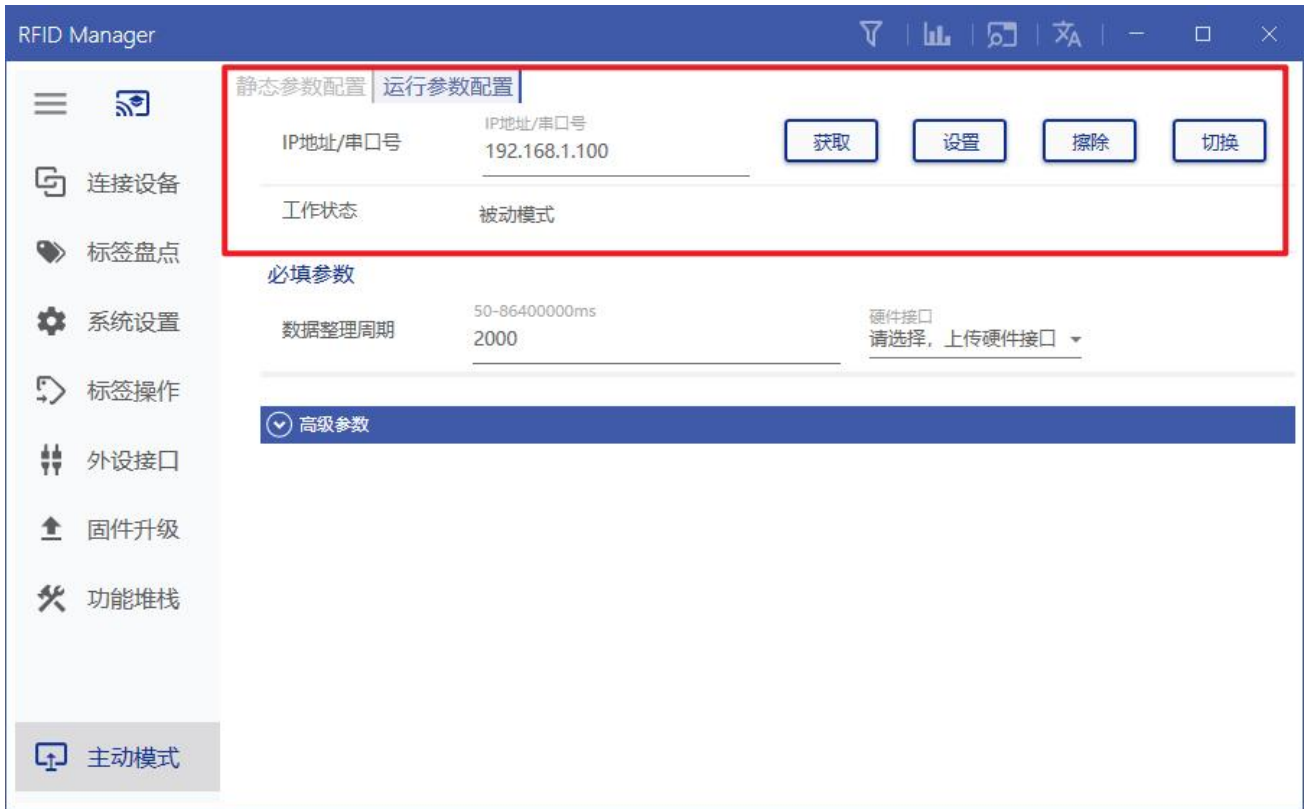 RFID Manager
静态参数配置 运行参数配置
IP地址/串口号
IP地址/串口号
192.168.1.100
获取 设置 擦除 切换
工作状态
被动模式
必填参数
数据整理周期
50-86400000ms
2000
硬件接口
请选择，上传硬件接口
高级参数
连接设备
标签盘点
系统设置
标签操作
外设接口
固件升级
功能堆栈
主动模式